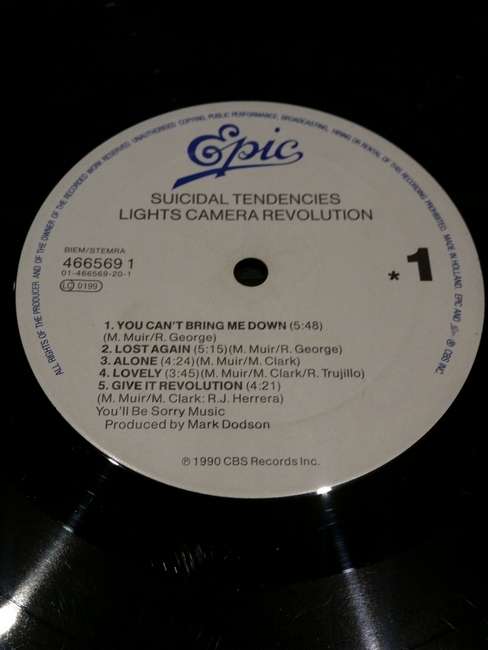 ALL RIGHTS OF THE PRODUCER AND OF THE OWNER OF THE RECORDED WORK RESERVED. UNAUTHORISED COPYING, PUBLIC PERFORMANCE, BROADCASTING, HIRING OR RENTAL OF THIS RECORDING PROHIBITED. MADE IN HOLLAND. EPIC AND ℗ CBS INC
Epic
SUICIDAL TENDENCIES
LIGHTS CAMERA REVOLUTION
BIEM/STEMRA
466569 1
01-466569-20-1
LC 0199
* 1
1. YOU CAN'T BRING ME DOWN (5:48)
(M. Muir/R. George)
2. LOST AGAIN (5:15)(M. Muir/R. George)
3. ALONE (4:24)(M. Muir/M. Clark)
4. LOVELY (3:45)(M. Muir/M. Clark/R. Trujillo)
5. GIVE IT REVOLUTION (4:21)
(M. Muir/M. Clark: R.J. Herrera)
You'll Be Sorry Music
Produced by Mark Dodson
℗ 1990 CBS Records Inc.